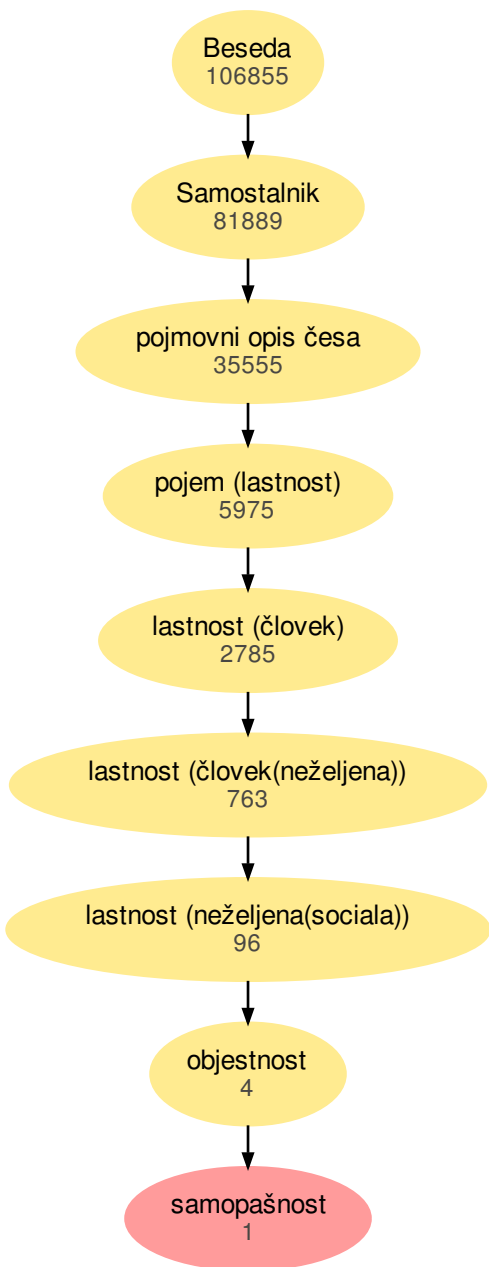 Beseda
106855
Samostalnik
81889
pojmovni opis česa
35555
pojem (lastnost)
5975
lastnost (človek)
2785
lastnost (človek(neželjena))
763
lastnost (neželjena(sociala))
96
objestnost
4
samopašnost
1